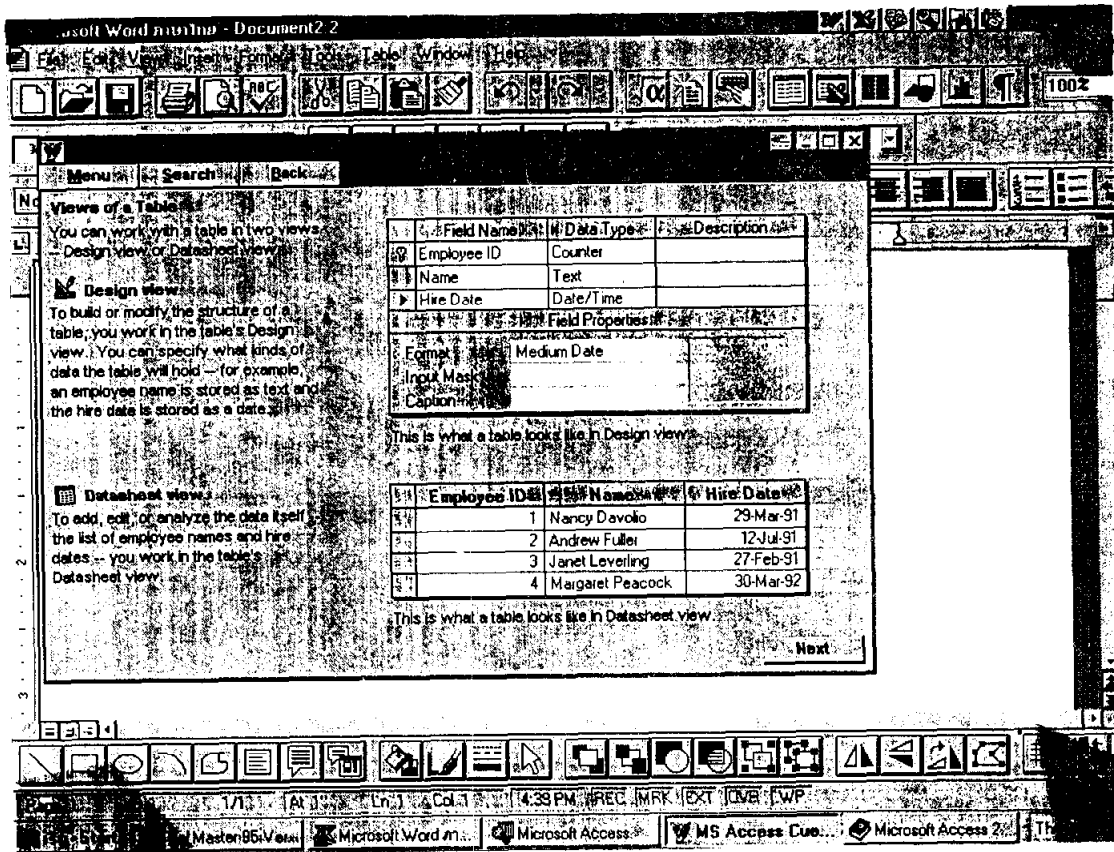 osoft Word ภาษาไทย - Document2:2
File Edit View Insert Format Tools Table Window Help
ABC
100%
Menu Search Back
Views of a Table
You can work with a table in two views
-- Design view or Datasheet view.
Design view
To build or modify the structure of a
table, you work in the table's Design
view. You can specify what kinds of
data the table will hold -- for example,
an employee name is stored as text and
the hire date is stored as a date.
Field Name Data Type Description
Employee ID Counter
Name Text
Hire Date Date/Time
Field Properties
Format Medium Date
Input Mask
Caption
This is what a table looks like in Design view.
Datasheet view
To add, edit, or analyze the data itself
the list of employee names and hire
dates -- you work in the table's
Datasheet view.
Employee ID Name Hire Date
1 Nancy Davolio 29-Mar-91
2 Andrew Fuller 12-Jul-91
3 Janet Leverling 27-Feb-91
4 Margaret Peacock 30-Mar-92
This is what a table looks like in Datasheet view.
Next
Page 1/1 At Ln 1 Col 1 4:39 PM REC MRK EXT OVR WP
Microsoft Word Microsoft Access MS Access Cue... Microsoft Access 2